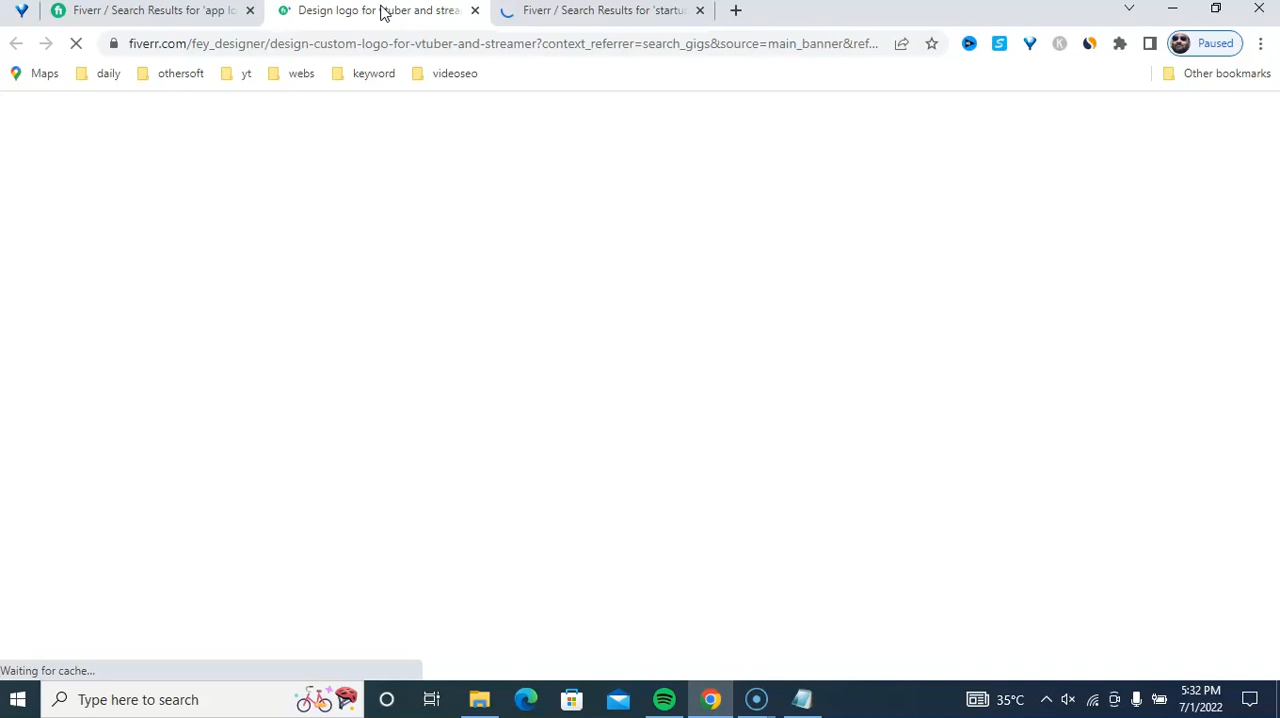 Fiverr / Search Results for 'app lo
Design logo for vtuber and strea
Fiverr / Search Results for 'startu
fiverr.com/fey_designer/design-custom-logo-for-vtuber-and-streamer?context_referrer=search_gigs&source=main_banner&ref...
Paused
Maps
daily
othersoft
yt
webs
keyword
videoseo
Other bookmarks
Waiting for cache...
Type here to search
35°C
5:32 PM
7/1/2022